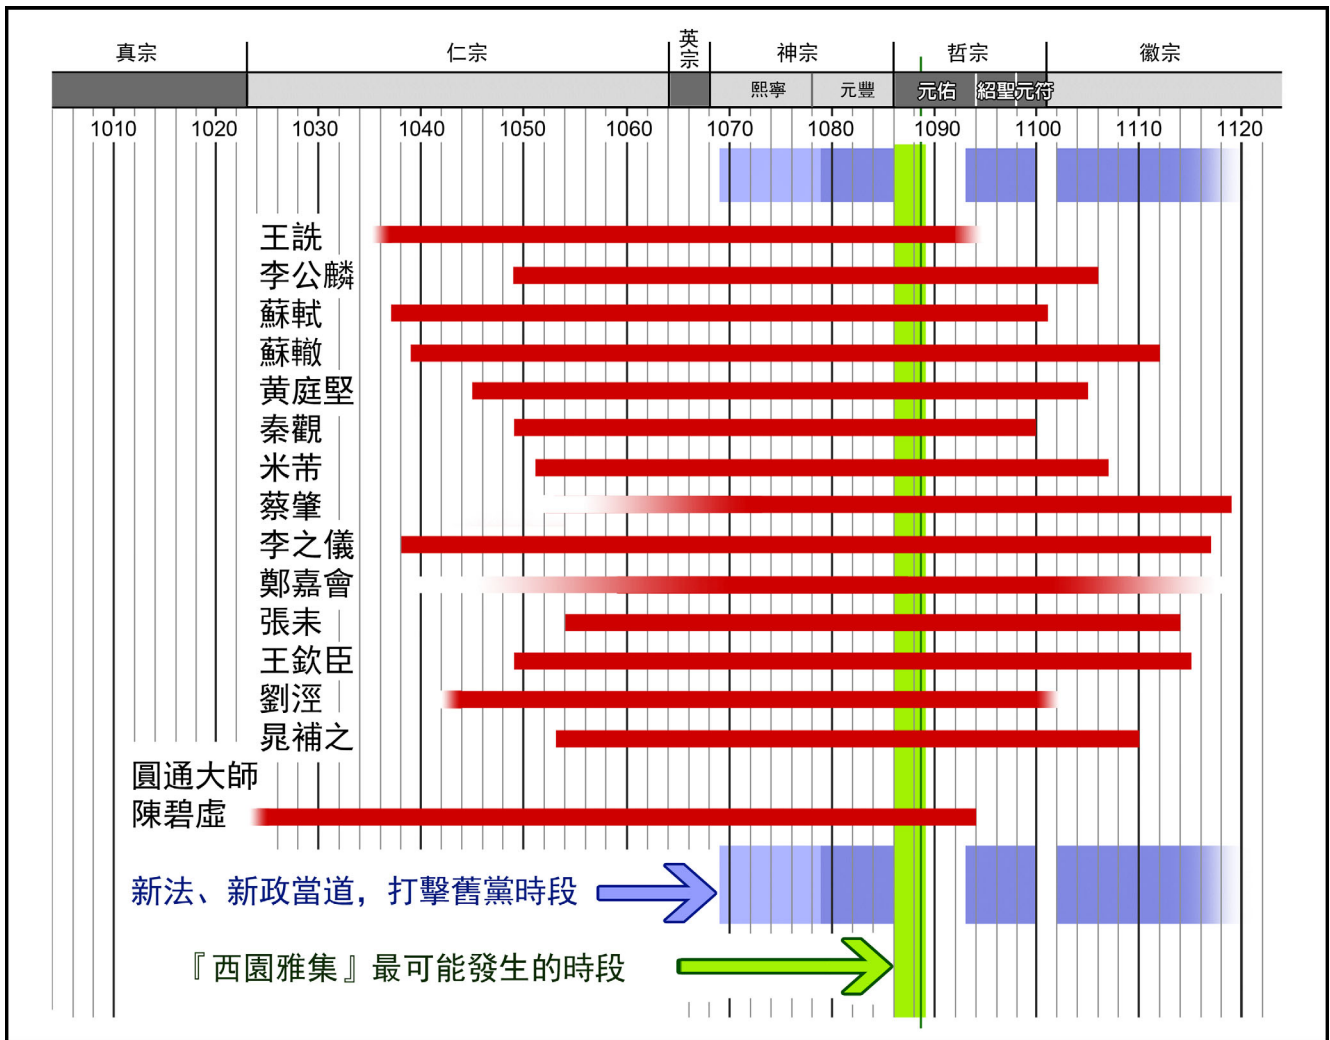 真宗 仁宗 英宗 神宗 哲宗 徽宗
熙寧 元豐 元佑 紹聖 元符
1010 1020 1030 1040 1050 1060 1070 1080 1090 1100 1110 1120
王詵
李公麟
蘇軾
蘇轍
黃庭堅
秦觀
米芾
蔡肇
李之儀
鄭嘉會
張耒
王欽臣
劉涇
晁補之
圓通大師
陳碧虛
新法、新政當道，打擊舊黨時段
『西園雅集』最可能發生的時段